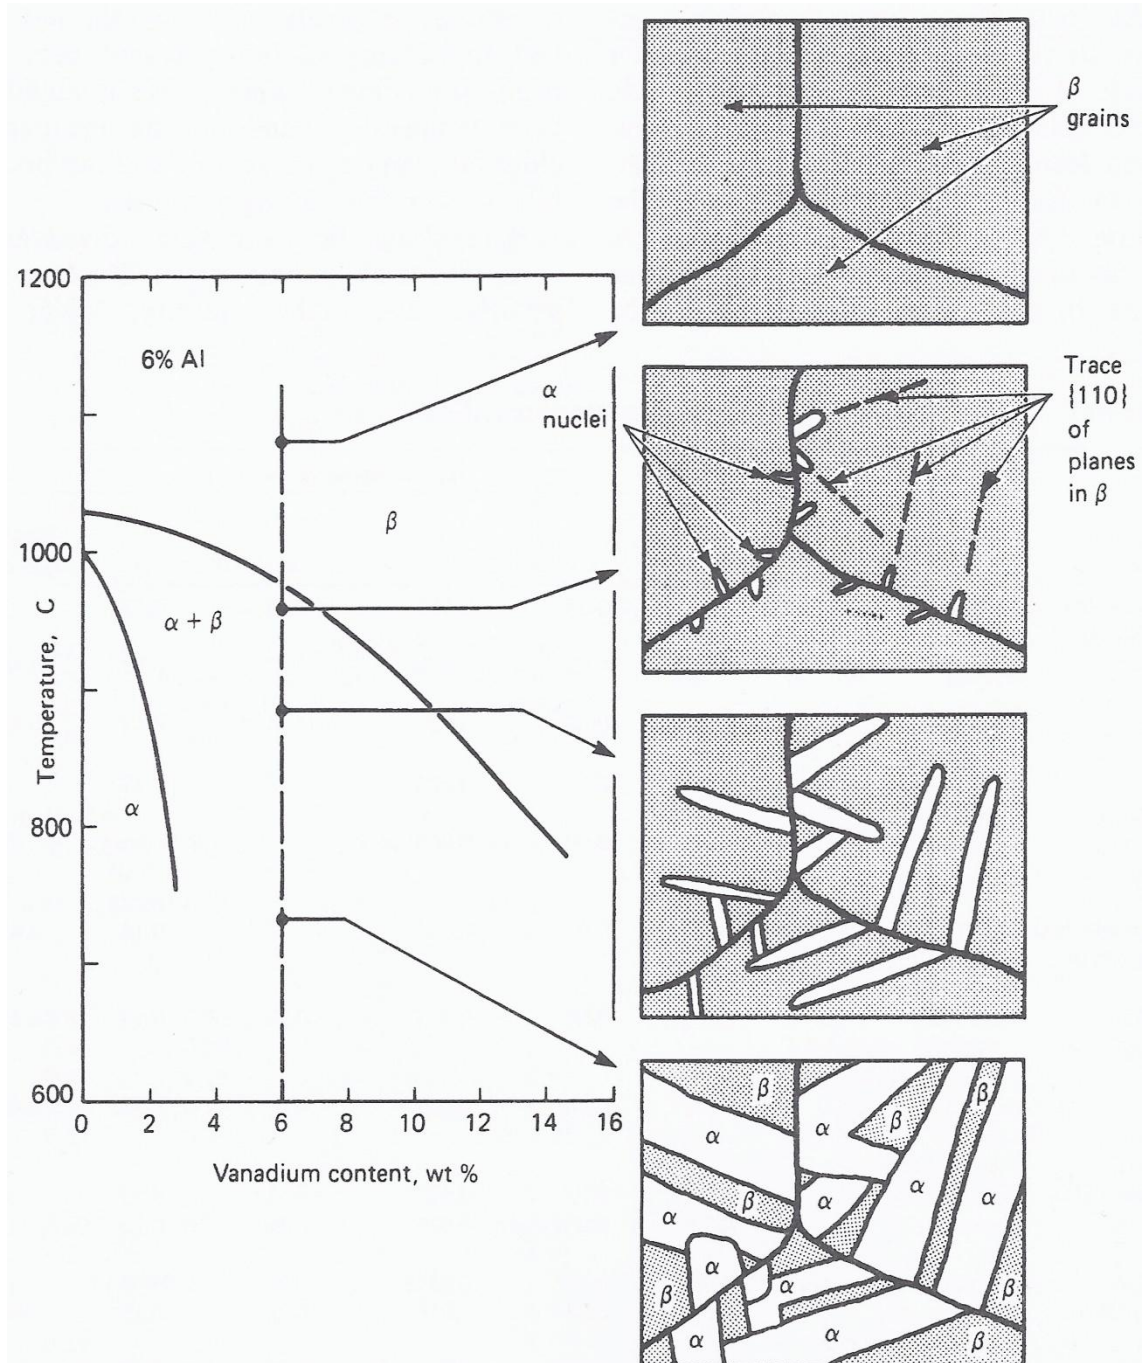 β
grains
1200
6% Al
α
nuclei
Trace
{110}
of
planes
in β
β
1000
α + β
Temperature, C
800
α
600
0 2 4 6 8 10 12 14 16
Vanadium content, wt %
β
α
β
α
α
β
α
β
α
α
β
α
α
β
α
α
β
β